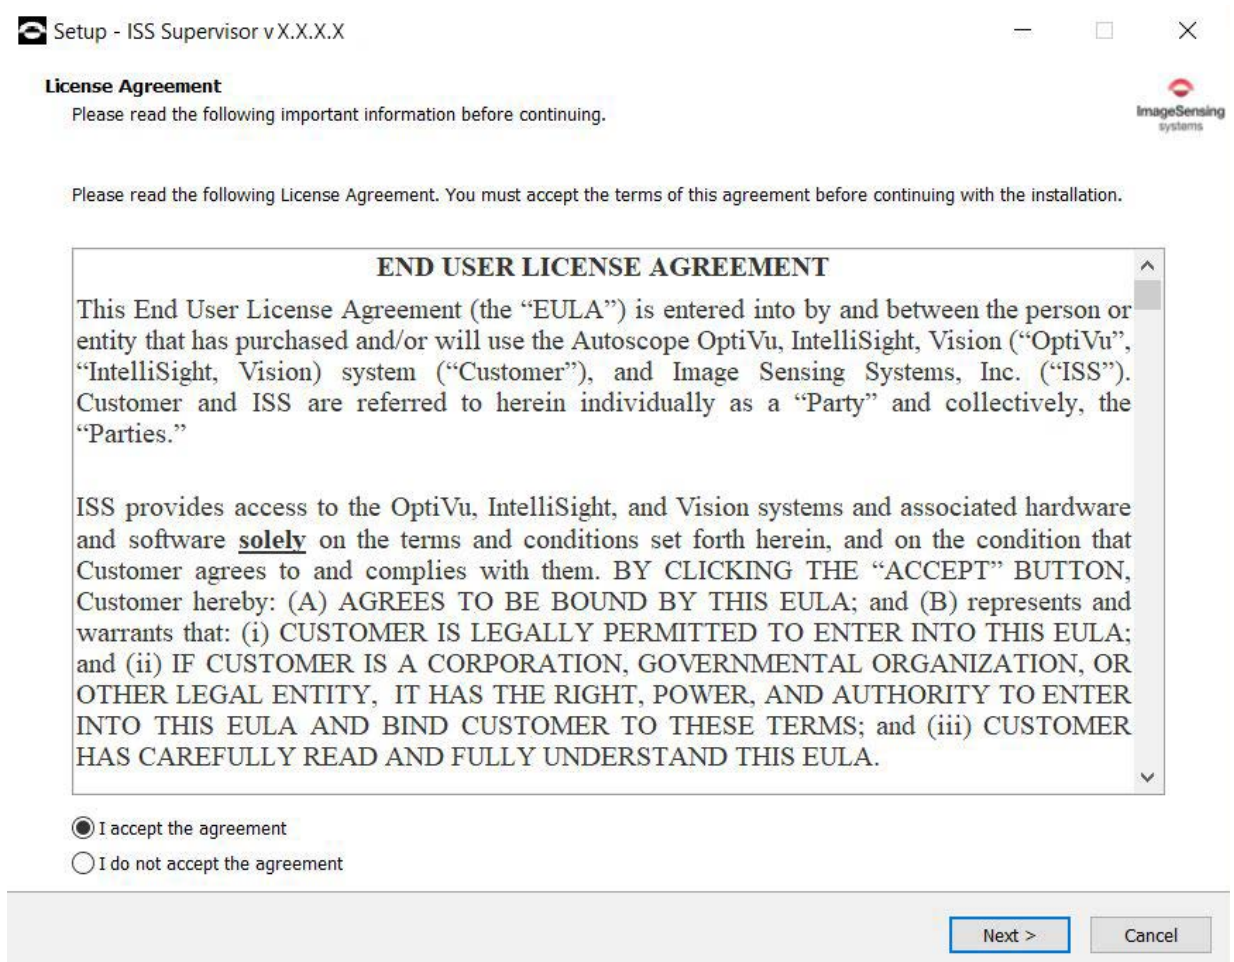 Setup - ISS Supervisor v X.X.X.X
License Agreement
Please read the following important information before continuing.
ImageSensing
systems
Please read the following License Agreement. You must accept the terms of this agreement before continuing with the installation.
END USER LICENSE AGREEMENT
This End User License Agreement (the “EULA”) is entered into by and between the person or
entity that has purchased and/or will use the Autoscope OptiVu, IntelliSight, Vision (“OptiVu”,
“IntelliSight, Vision) system (“Customer”), and Image Sensing Systems, Inc. (“ISS”).
Customer and ISS are referred to herein individually as a “Party” and collectively, the
“Parties.”
ISS provides access to the OptiVu, IntelliSight, and Vision systems and associated hardware
and software solely on the terms and conditions set forth herein, and on the condition that
Customer agrees to and complies with them. BY CLICKING THE “ACCEPT” BUTTON,
Customer hereby: (A) AGREES TO BE BOUND BY THIS EULA; and (B) represents and
warrants that: (i) CUSTOMER IS LEGALLY PERMITTED TO ENTER INTO THIS EULA;
and (ii) IF CUSTOMER IS A CORPORATION, GOVERNMENTAL ORGANIZATION, OR
OTHER LEGAL ENTITY, IT HAS THE RIGHT, POWER, AND AUTHORITY TO ENTER
INTO THIS EULA AND BIND CUSTOMER TO THESE TERMS; and (iii) CUSTOMER
HAS CAREFULLY READ AND FULLY UNDERSTAND THIS EULA.
I accept the agreement
I do not accept the agreement
Next >
Cancel